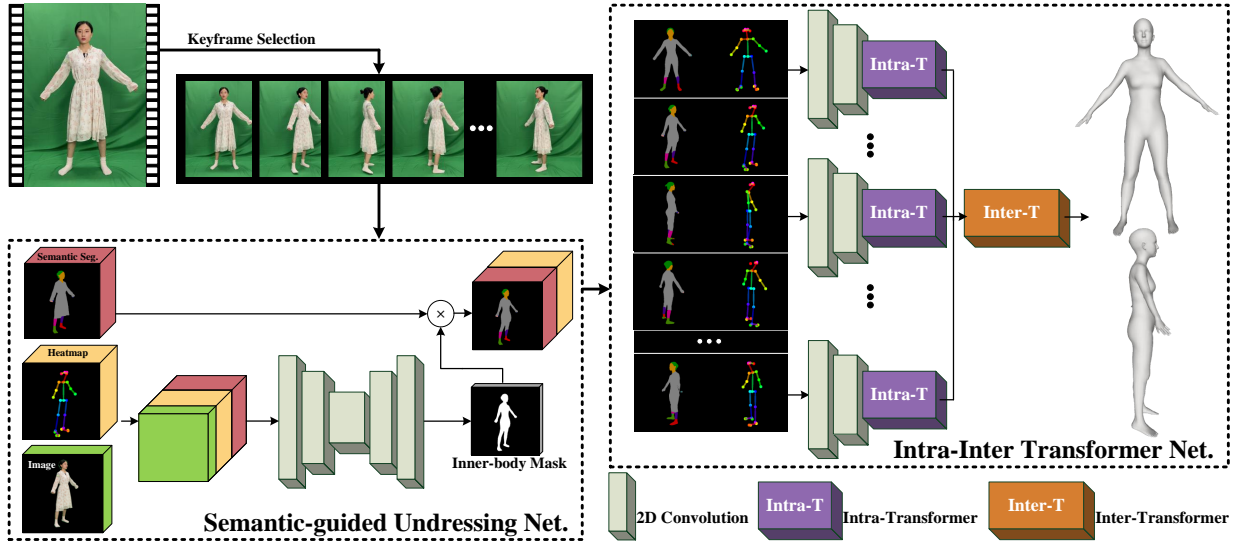 Keyframe Selection
Semantic Seg.
Heatmap
Image
×
Inner-body Mask
Semantic-guided Undressing Net.
Intra-T
Intra-T
Inter-T
Intra-T
Intra-Inter Transformer Net.
2D Convolution
Intra-T
Intra-Transformer
Inter-T
Inter-Transformer